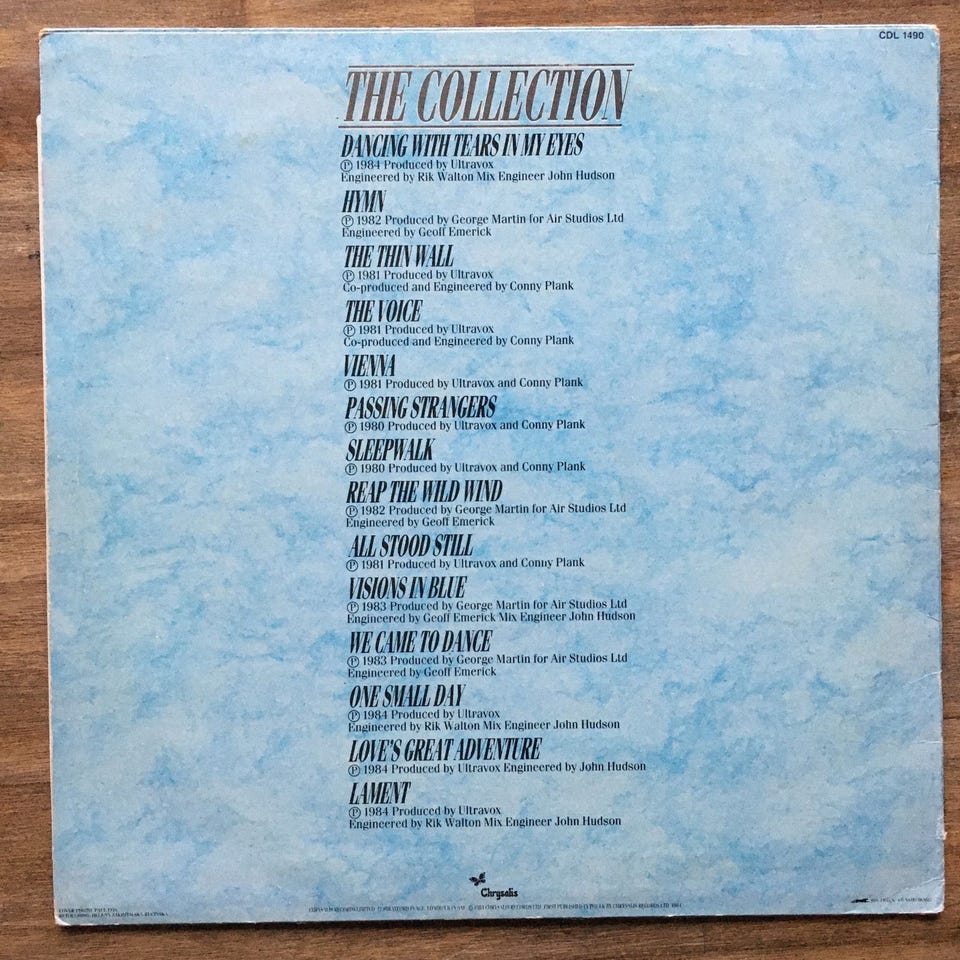 CDL 1490
THE COLLECTION
DANCING WITH TEARS IN MY EYES
Ⓟ 1984 Produced by Ultravox
Engineered by Rik Walton Mix Engineer John Hudson
HYMN
Ⓟ 1982 Produced by George Martin for Air Studios Ltd
Engineered by Geoff Emerick
THE THIN WALL
Ⓟ 1981 Produced by Ultravox
Co-produced and Engineered by Conny Plank
THE VOICE
Ⓟ 1981 Produced by Ultravox
Co-produced and Engineered by Conny Plank
VIENNA
Ⓟ 1981 Produced by Ultravox and Conny Plank
PASSING STRANGERS
Ⓟ 1980 Produced by Ultravox and Conny Plank
SLEEPWALK
Ⓟ 1980 Produced by Ultravox and Conny Plank
REAP THE WILD WIND
Ⓟ 1982 Produced by George Martin for Air Studios Ltd
Engineered by Geoff Emerick
ALL STOOD STILL
Ⓟ 1981 Produced by Ultravox and Conny Plank
VISIONS IN BLUE
Ⓟ 1983 Produced by George Martin for Air Studios Ltd
Engineered by Geoff Emerick Mix Engineer John Hudson
WE CAME TO DANCE
Ⓟ 1983 Produced by George Martin for Air Studios Ltd
Engineered by Geoff Emerick
ONE SMALL DAY
Ⓟ 1984 Produced by Ultravox
Engineered by Rik Walton Mix Engineer John Hudson
LOVE'S GREAT ADVENTURE
Ⓟ 1984 Produced by Ultravox Engineered by John Hudson
LAMENT
Ⓟ 1984 Produced by Ultravox
Engineered by Rik Walton Mix Engineer John Hudson
Chrysalis
COVER PHOTO PAUL COX
CHRYSALIS RECORDS LIMITED